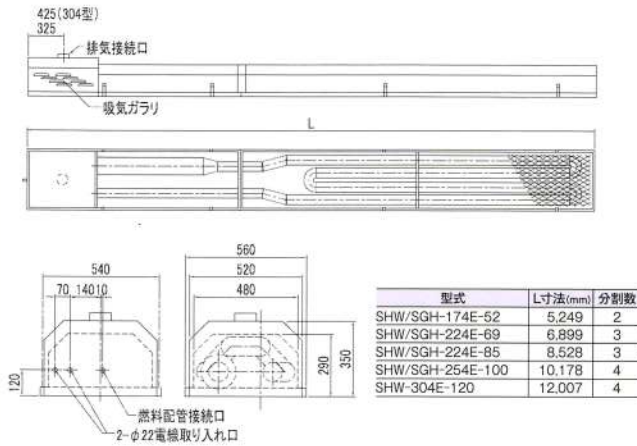 425(304型)
325
排気接続口
吸気ガラリ
L
540
70 140 10
120
燃料配管接続口
2-φ22電線取り入れ口
560
520
480
290
350
型式 L寸法(mm) 分割数
SHW/SGH-174E-52 5,249 2
SHW/SGH-224E-69 6,899 3
SHW/SGH-224E-85 8,528 3
SHW/SGH-254E-100 10,178 4
SHW-304E-120 12,007 4